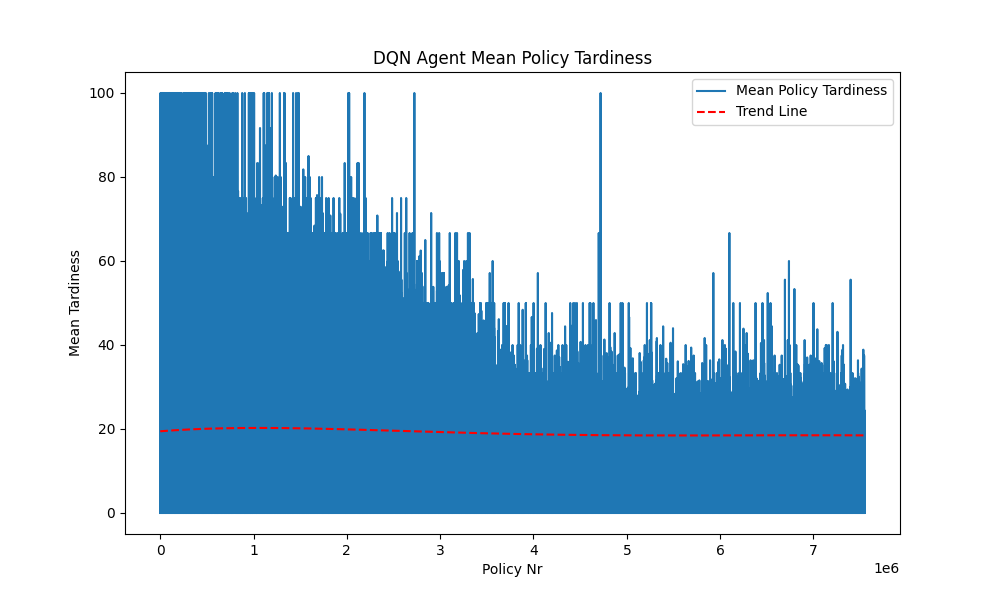 DQN Agent Mean Policy Tardiness
Mean Policy Tardiness
Trend Line
100
80
60
40
20
0
Mean Tardiness
0 1 2 3 4 5 6 7
1e6
Policy Nr